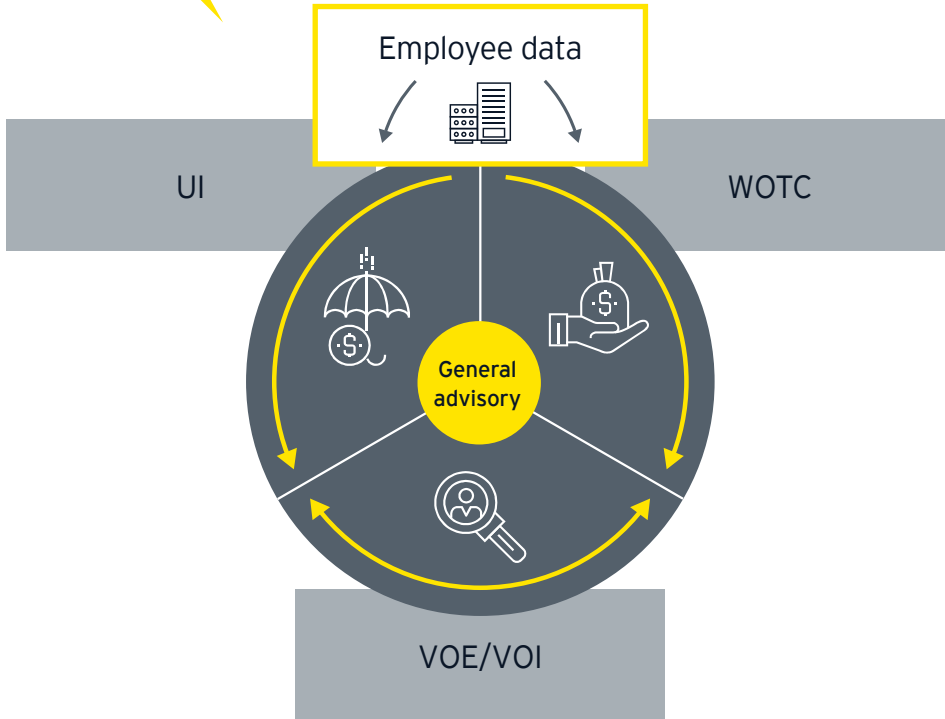 Employee data
UI
WOTC
General
advisory
VOE/VOI